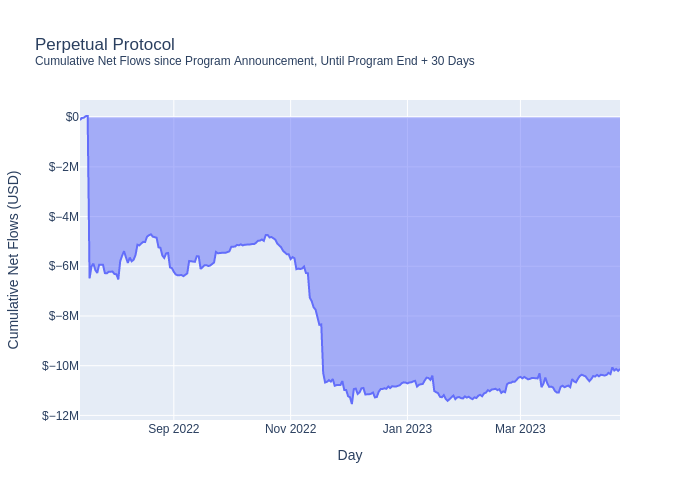 Perpetual Protocol
Cumulative Net Flows since Program Announcement, Until Program End + 30 Days
Cumulative Net Flows (USD)
$0
$−2M
$−4M
$−6M
$−8M
$−10M
$−12M
Sep 2022
Nov 2022
Jan 2023
Mar 2023
Day